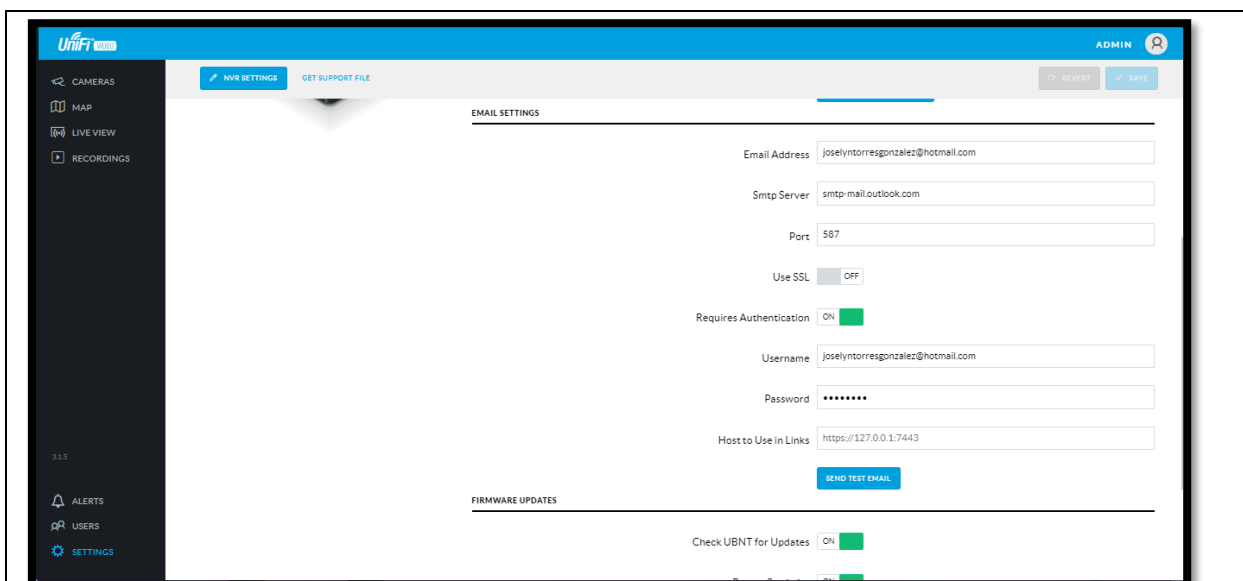 UniFi VIDEO
ADMIN
CAMERAS
MAP
LIVE VIEW
RECORDINGS
3.1.5
ALERTS
USERS
SETTINGS
NVR SETTINGS GET SUPPORT FILE
REVERT SAVE
EMAIL SETTINGS
Email Address joselyntorresgonzalez@hotmail.com
Smtp Server smtp-mail.outlook.com
Port 587
Use SSL OFF
Requires Authentication ON
Username joselyntorresgonzalez@hotmail.com
Password ••••••••
Host to Use in Links https://127.0.0.1:7443
SEND TEST EMAIL
FIRMWARE UPDATES
Check UBNT for Updates ON